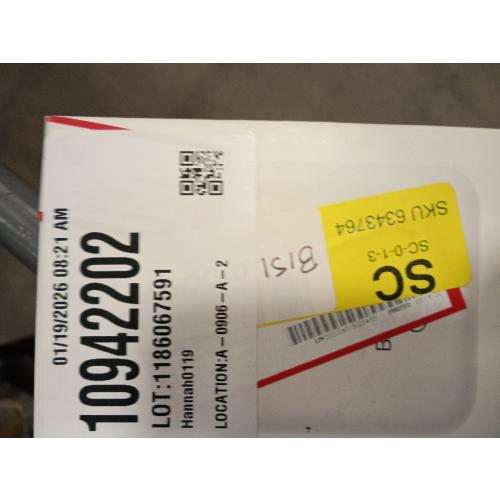 01/19/2026 08:21 AM
10942202
LOT:1186067591
Hannah0119
LOCATION:A-0906-A-2
B151
SKU 6343764
SC-0-1-3
SC
PRINTED